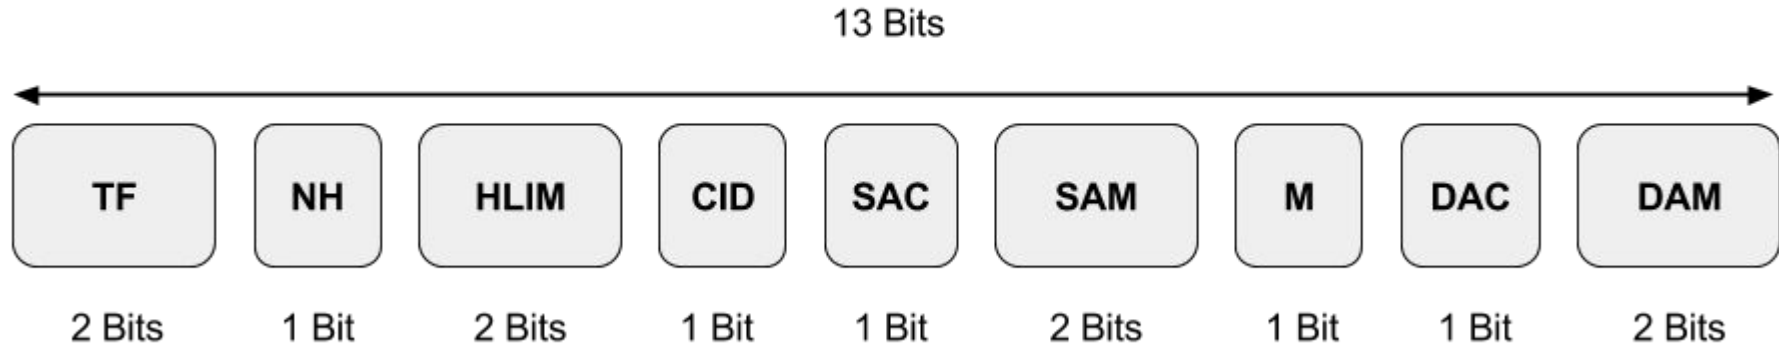 13 Bits
TF NH HLIM CID SAC SAM M DAC DAM
2 Bits 1 Bit 2 Bits 1 Bit 1 Bit 2 Bits 1 Bit 1 Bit 2 Bits